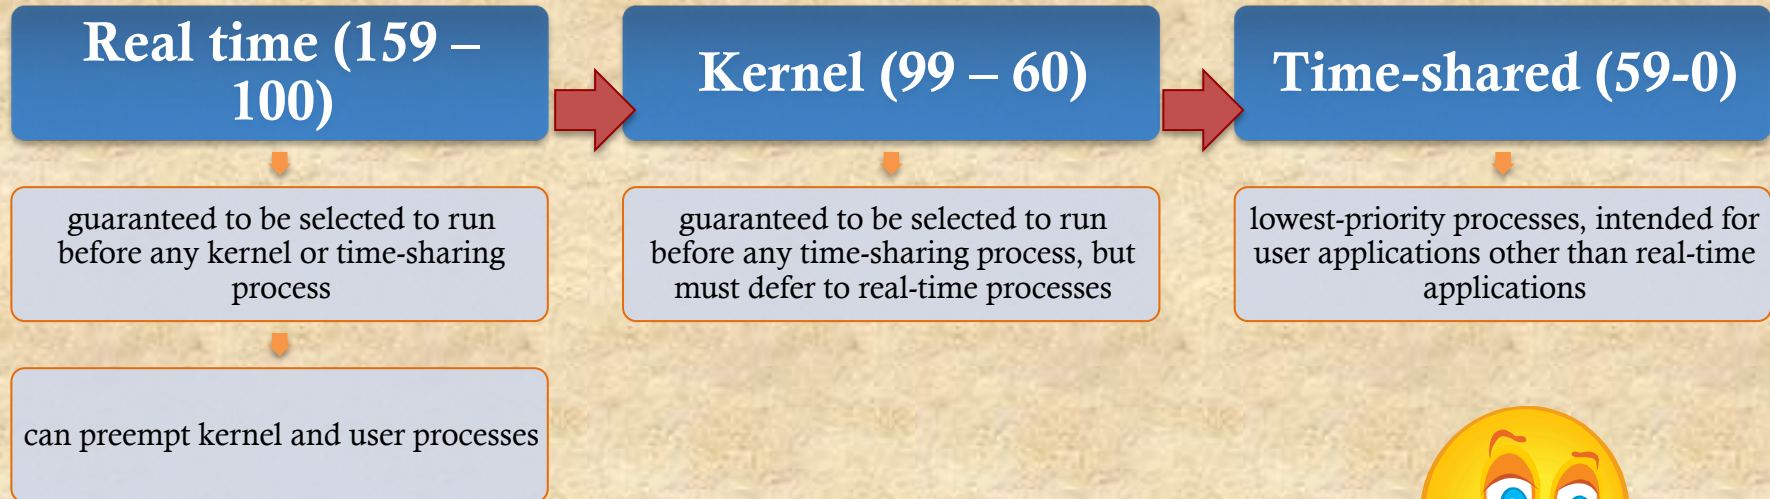 Real time (159 –
100)
guaranteed to be selected to run
before any kernel or time-sharing
process
can preempt kernel and user processes
Kernel (99 – 60)
guaranteed to be selected to run
before any time-sharing process, but
must defer to real-time processes
Time-shared (59-0)
lowest-priority processes, intended for
user applications other than real-time
applications